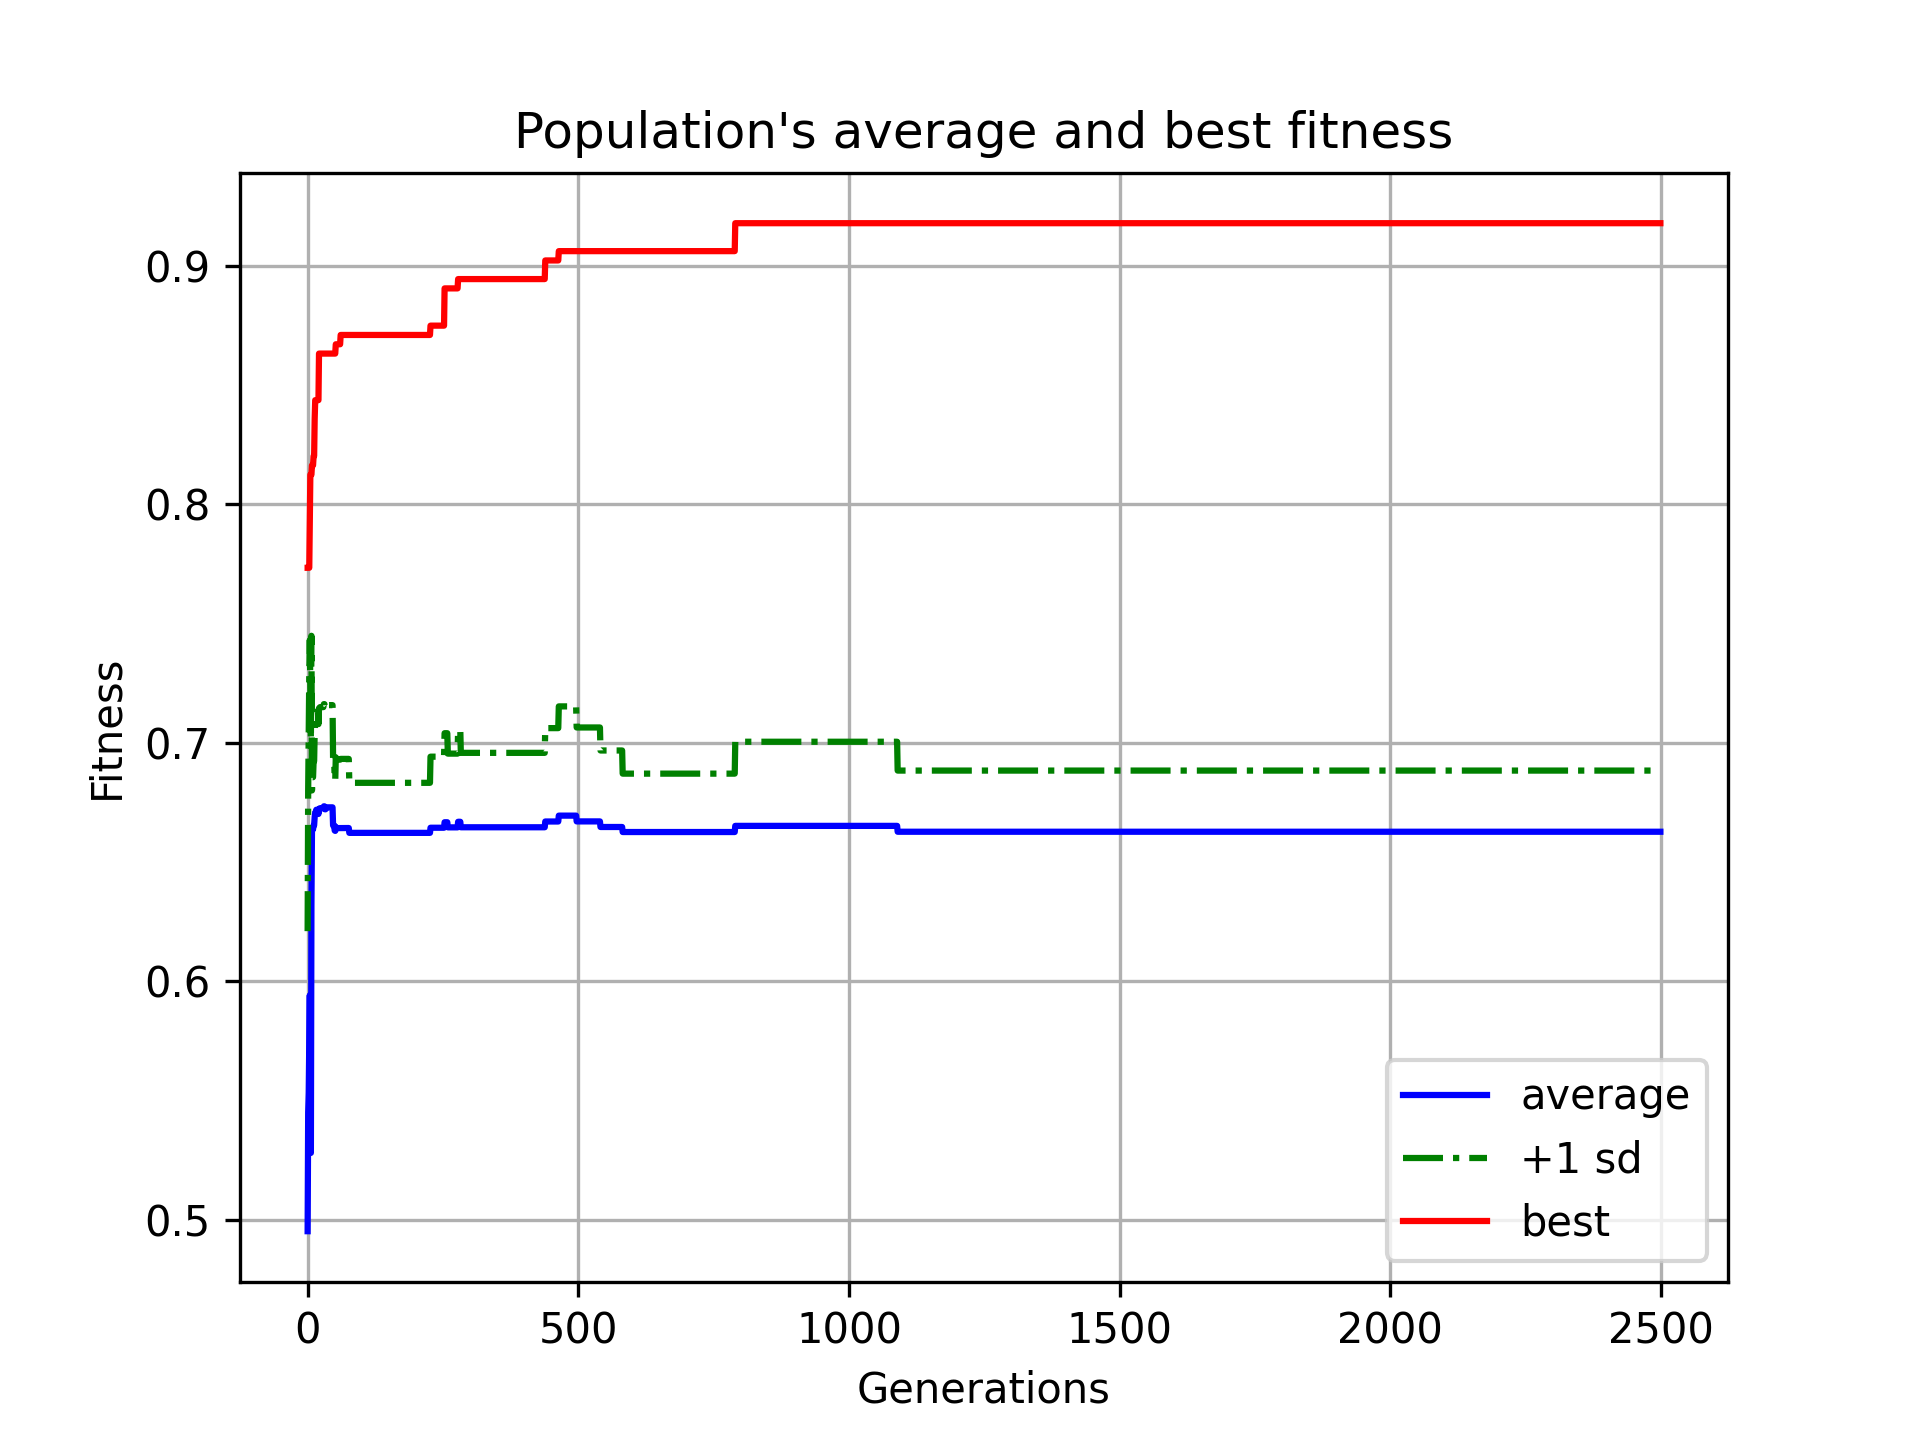 Population's average and best fitness
Fitness
0.9
0.8
0.7
0.6
0.5
0
500
1000
1500
2000
2500
Generations
average
+1 sd
best